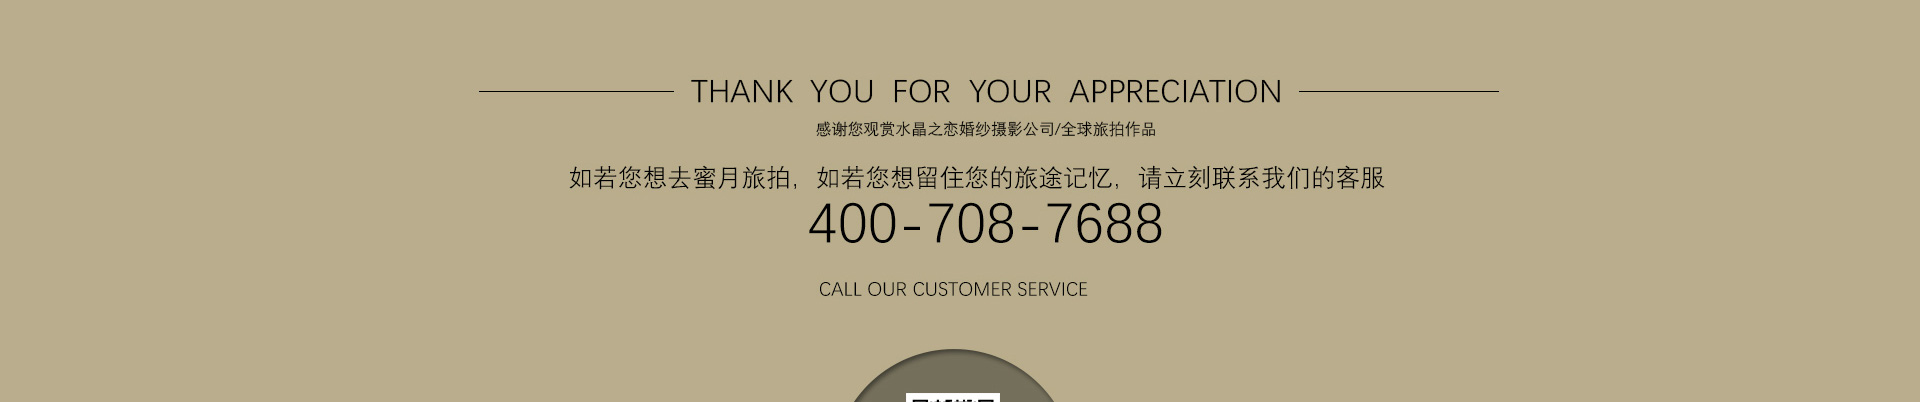 THANK YOU FOR YOUR APPRECIATION
感谢您观赏水晶之恋婚纱摄影公司/全球旅拍作品
如若您想去蜜月旅拍，如若您想留住您的旅途记忆，请立刻联系我们的客服
400-708-7688
CALL OUR CUSTOMER SERVICE